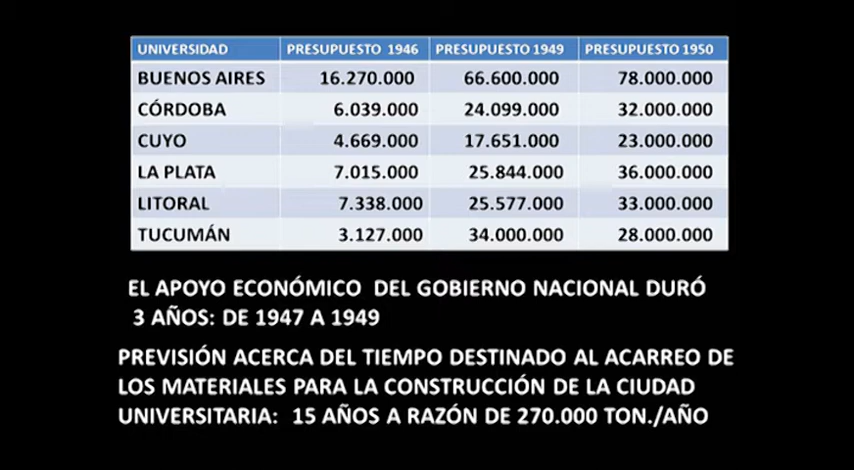 UNIVERSIDAD PRESUPUESTO 1946 PRESUPUESTO 1949 PRESUPUESTO 1950
BUENOS AIRES 16.270.000 66.600.000 78.000.000
CÓRDOBA 6.039.000 24.099.000 32.000.000
CUYO 4.669.000 17.651.000 23.000.000
LA PLATA 7.015.000 25.844.000 36.000.000
LITORAL 7.338.000 25.577.000 33.000.000
TUCUMÁN 3.127.000 34.000.000 28.000.000
EL APOYO ECONÓMICO DEL GOBIERNO NACIONAL DURÓ
3 AÑOS: DE 1947 A 1949
PREVISIÓN ACERCA DEL TIEMPO DESTINADO AL ACARREO DE
LOS MATERIALES PARA LA CONSTRUCCIÓN DE LA CIUDAD
UNIVERSITARIA: 15 AÑOS A RAZÓN DE 270.000 TON./AÑO